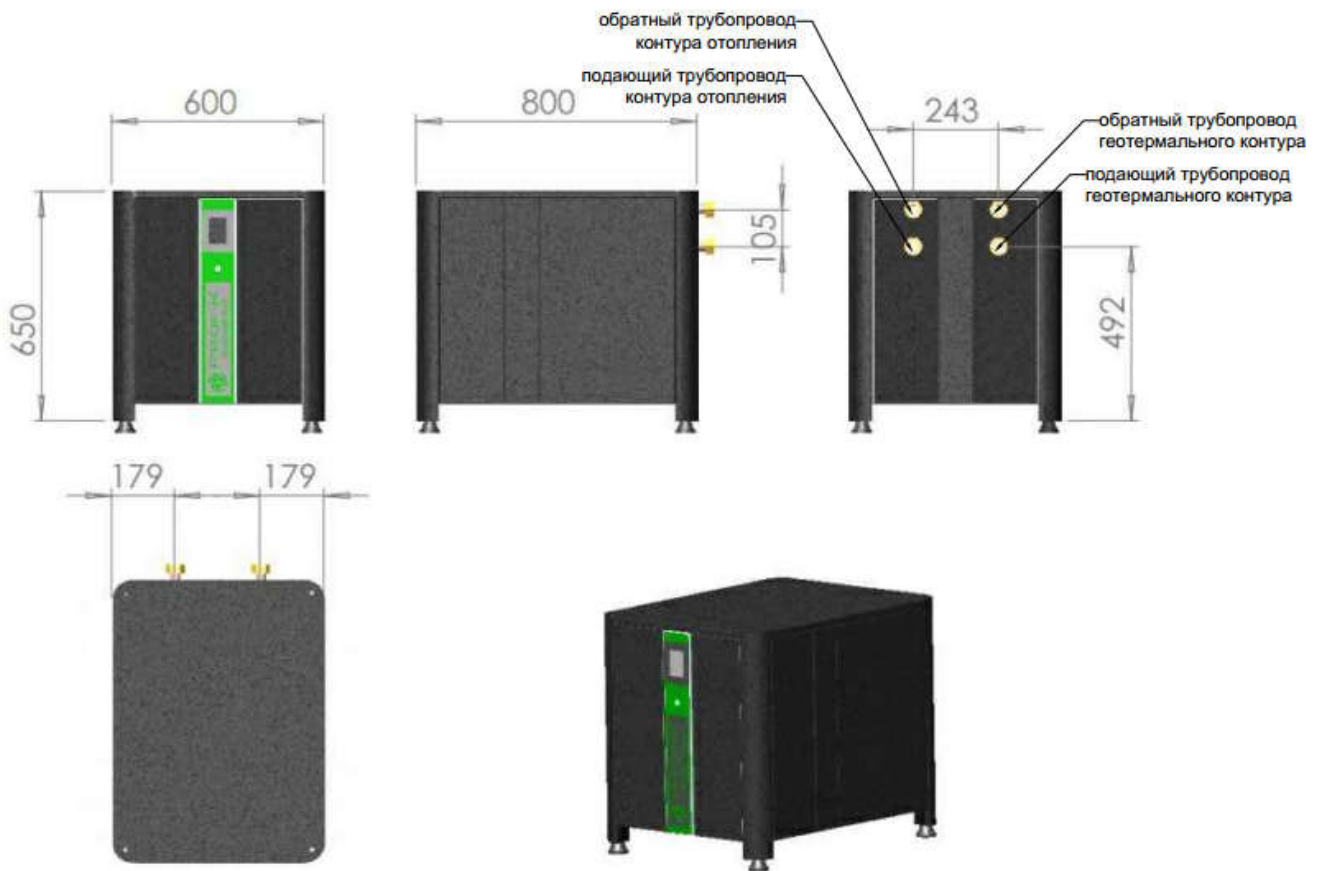 обратный трубопровод
контура отопления
подающий трубопровод
контура отопления
600
800
243
обратный трубопровод
геотермального контура
подающий трубопровод
геотермального контура
650
105
492
179
179